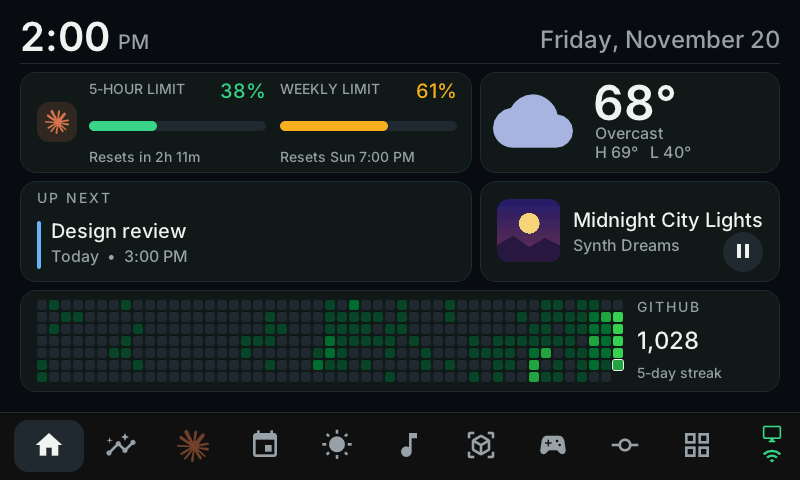 2:00 PM
Friday, November 20
5-HOUR LIMIT 38%
Resets in 2h 11m
WEEKLY LIMIT 61%
Resets Sun 7:00 PM
68°
Overcast
H 69° L 40°
UP NEXT
Design review
Today • 3:00 PM
Midnight City Lights
Synth Dreams
GITHUB
1,028
5-day streak